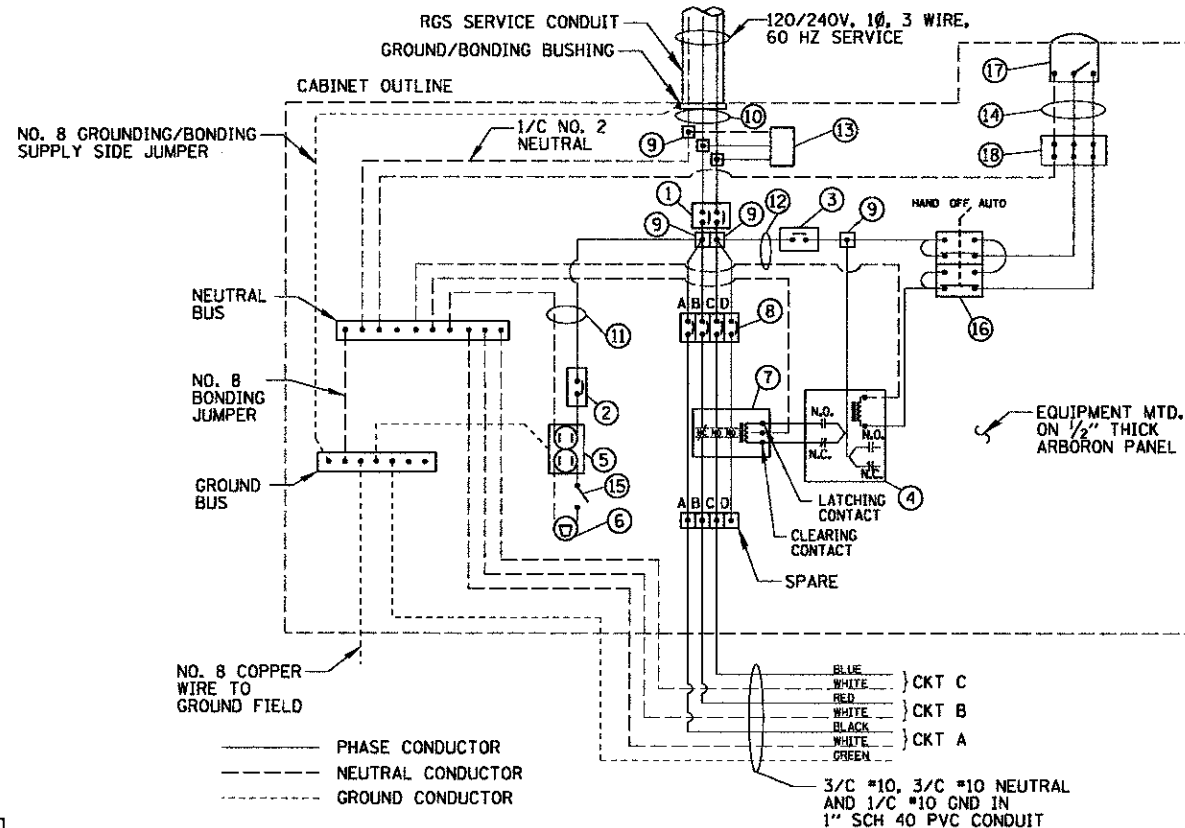 RGS SERVICE CONDUIT
120/240V, 1Ø, 3 WIRE,
60 HZ SERVICE
GROUND/BONDING BUSHING
CABINET OUTLINE
17
14
10
NO. 8 GROUNDING/BONDING
SUPPLY SIDE JUMPER
1/C NO. 2
NEUTRAL
9
13
18
1
9
9
12
3
9
HAND OFF AUTO
NEUTRAL
BUS
A B C D
8
16
11
NO. 8
BONDING
JUMPER
2
7
N.O.
N.C.
N.O.
N.C.
EQUIPMENT MTD.
ON 1/2" THICK
ARBORON PANEL
GROUND
BUS
5
15
6
4
LATCHING
CONTACT
A B C D
CLEARING
CONTACT
SPARE
NO. 8 COPPER
WIRE TO
GROUND FIELD
BLUE
WHITE
CKT C
RED
WHITE
CKT B
BLACK
WHITE
CKT A
GREEN
PHASE CONDUCTOR
NEUTRAL CONDUCTOR
GROUND CONDUCTOR
3/C #10, 3/C #10 NEUTRAL
AND 1/C #10 GND IN
1" SCH 40 PVC CONDUIT